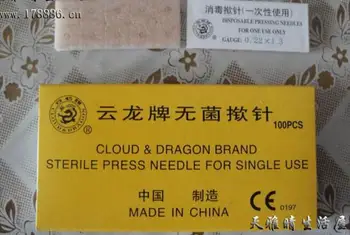 www.178886.cn
消毒揿针(一次性使用)
DISPOSABLE PRESSING NEEDLES
FOR ONE USE ONLY
GAUGE: 0.22×1.3
云龙牌无菌揿针
100PCS
CLOUD & DRAGON BRAND
STERILE PRESS NEEDLE FOR SINGLE USE
中国 制造
MADE IN CHINA
CE 0197
天雅晴生活屋